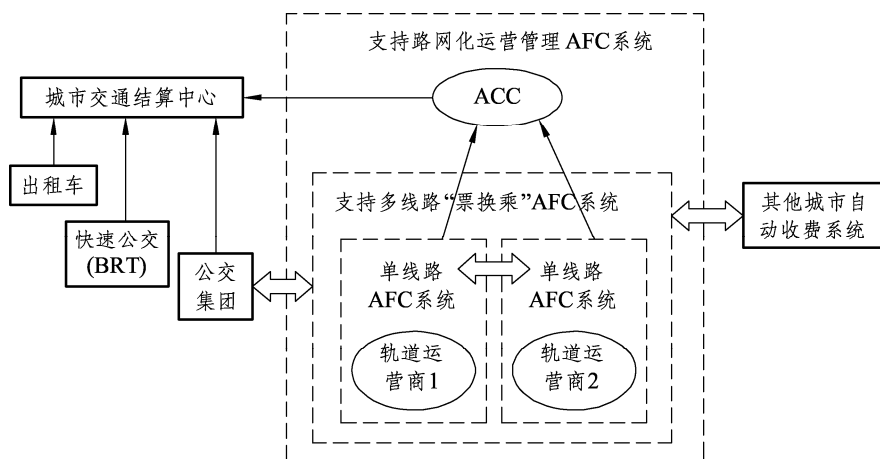 支持路网化运营管理AFC系统
城市交通结算中心
ACC
出租车
支持多线路“票换乘”AFC系统
其他城市自
动收费系统
快速公交
(BRT)
公交
集团
单线路
AFC系统
单线路
AFC系统
轨道运
营商1
轨道运
营商2